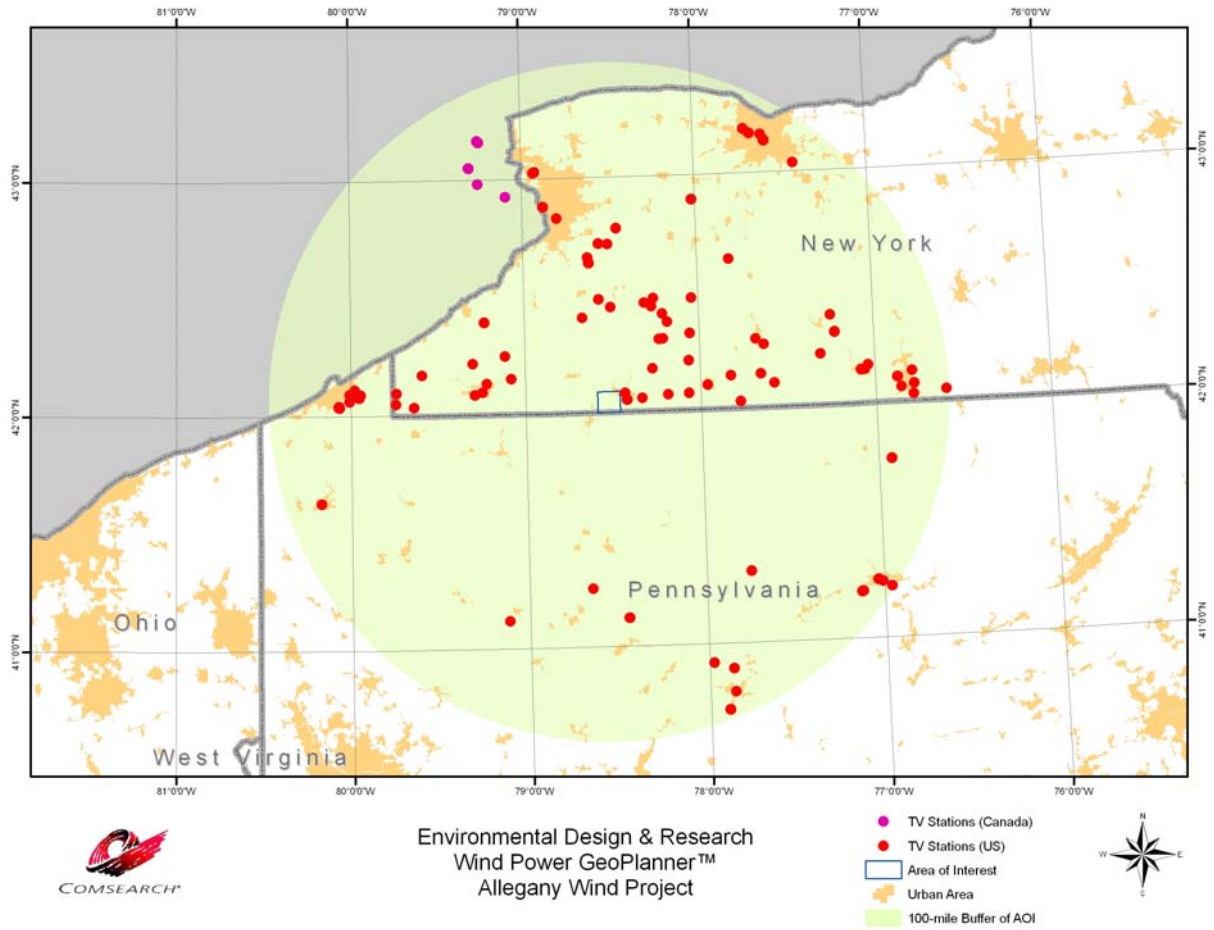 81°0'0"W
80°0'0"W
79°0'0"W
78°0'0"W
77°0'0"W
76°0'0"W
43°0'0"N
43°0'0"N
New York
42°0'0"N
42°0'0"N
Pennsylvania
Ohio
41°0'0"N
41°0'0"N
West Virginia
81°0'0"W
80°0'0"W
79°0'0"W
78°0'0"W
77°0'0"W
76°0'0"W
COMSEARCH
Environmental Design & Research
Wind Power GeoPlanner™
Allegany Wind Project
TV Stations (Canada)
TV Stations (US)
Area of Interest
Urban Area
100-mile Buffer of AOI
N
W
E
S